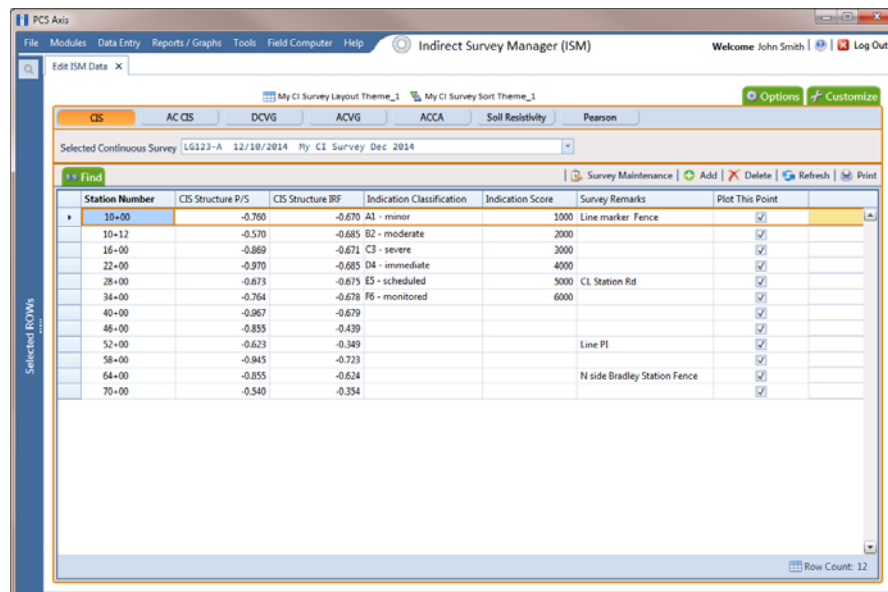 PCS Axis
File Modules Data Entry Reports / Graphs Tools Field Computer Help Indirect Survey Manager (ISM) Welcome John Smith | Log Out
Edit ISM Data X
My CI Survey Layout Theme_1 My CI Survey Sort Theme_1 Options Customize
CIS AC CIS DCVG ACVG ACCA Soil Resistivity Pearson
Selected Continuous Survey LG123-A 12/10/2014 My CI Survey Dec 2014
Find | Survey Maintenance | Add | Delete | Refresh | Print
Station Number CIS Structure P/S CIS Structure IRF Indication Classification Indication Score Survey Remarks Plot This Point
10+00 -0.760 -0.670 A1 - minor 1000 Line marker Fence
10+12 -0.570 -0.685 B2 - moderate 2000
16+00 -0.869 -0.671 C3 - severe 3000
22+00 -0.970 -0.685 D4 - immediate 4000
28+00 -0.673 -0.675 E5 - scheduled 5000 CL Station Rd
34+00 -0.764 -0.678 F6 - monitored 6000
40+00 -0.967 -0.679
46+00 -0.855 -0.439
52+00 -0.623 -0.349 Line PI
58+00 -0.945 -0.723
64+00 -0.855 -0.624 N side Bradley Station Fence
70+00 -0.540 -0.354
Selected ROWs
Row Count: 12